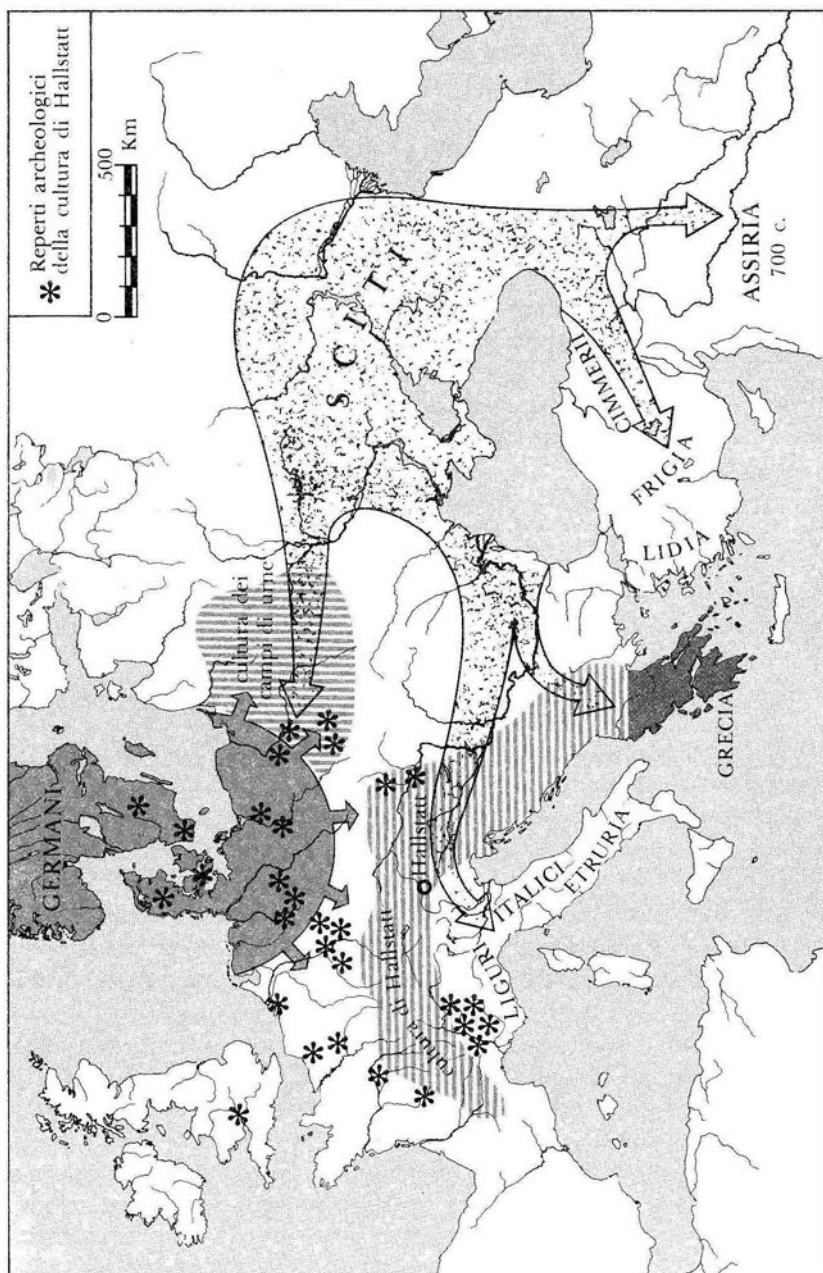 * Reperti archeologici
della cultura di Hallstatt
0 500
Km
GERMANI
cultura dei
campi di urne
SCITI
Hallstatt
cultura di Hallstatt
CIMMERII
LIGURI
ITALICI
ETRURIA
GRECIA
LIDIA
FRIGIA
ASSIRIA
700 c.